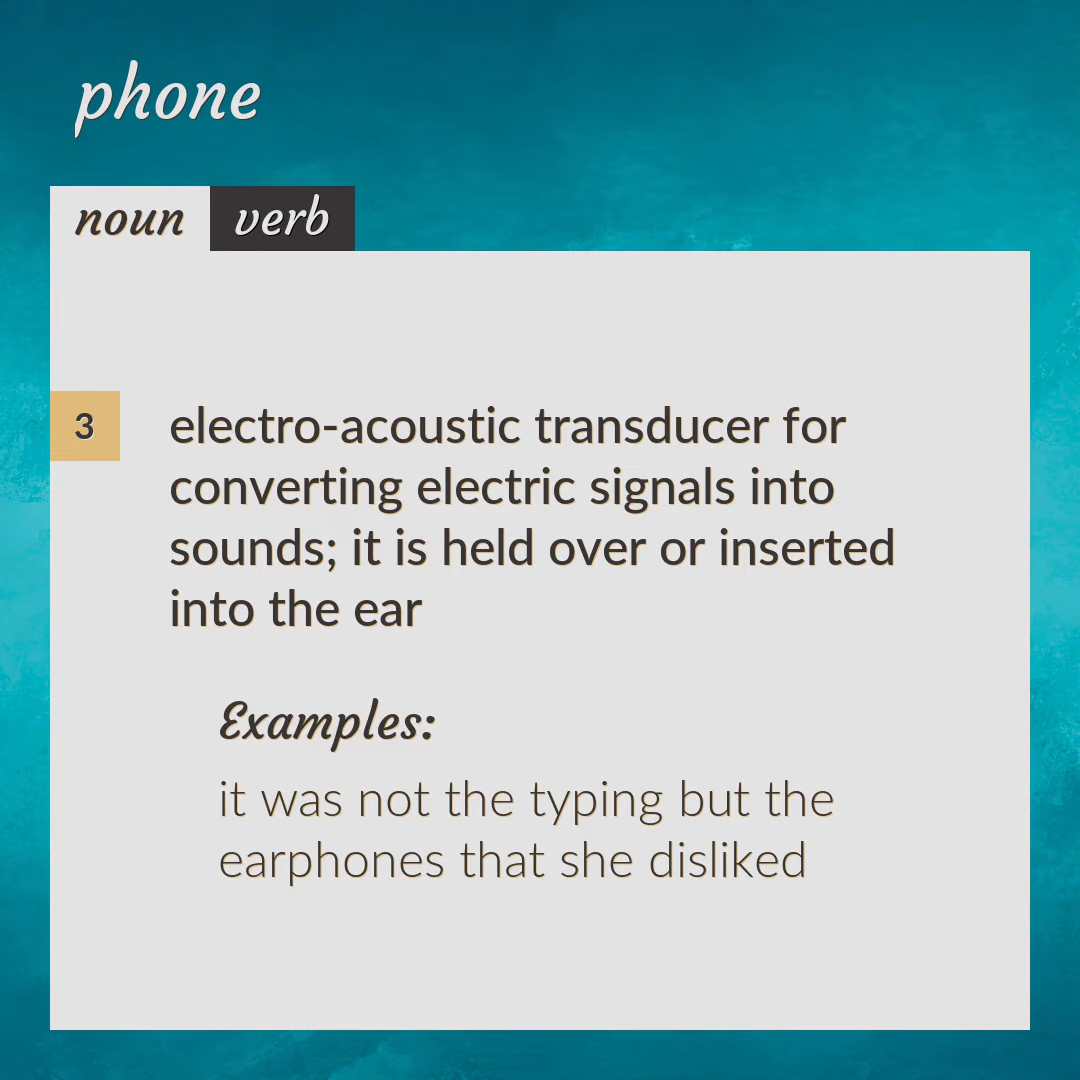 phone
noun verb
3
electro-acoustic transducer for
converting electric signals into
sounds; it is held over or inserted
into the ear
Examples:
it was not the typing but the
earphones that she disliked